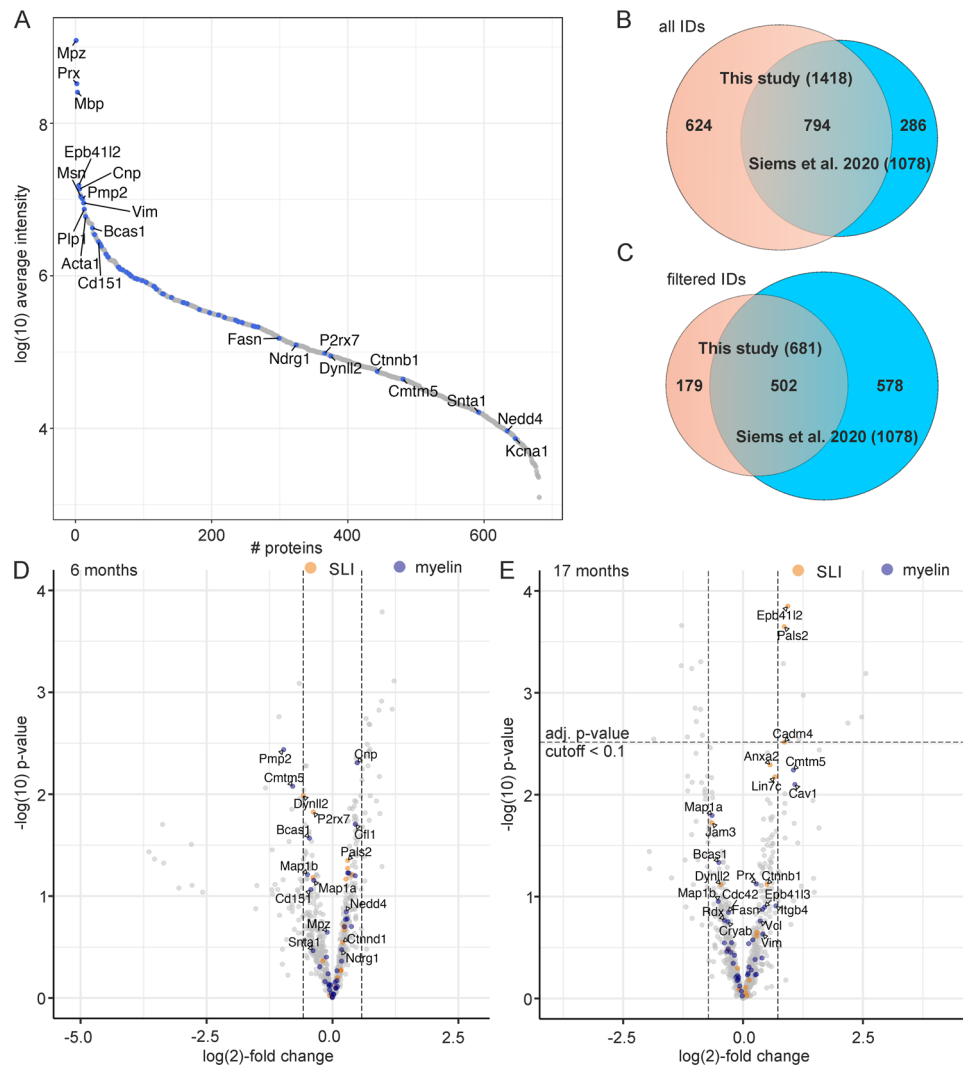 A
log(10) average intensity
8
6
4
Mpz
Prx
Mbp
Epb41l2
Msn
Cnp
Pmp2
Vim
Plp1
Bcas1
Acta1
Cd151
Fasn
P2rx7
Ndrg1
Dynll2
Ctnnb1
Cmtm5
Snta1
Nedd4
Kcna1
0
200
400
600
# proteins
B
all IDs
This study (1418)
624
794
286
Siems et al. 2020 (1078)
C
filtered IDs
This study (681)
179
502
578
Siems et al. 2020 (1078)
D
6 months
SLI
myelin
-log(10) p-value
4
3
2
1
0
Pmp2
Cnp
Cmtm5
Dynll2
P2rx7
Bcas1
Cfl1
Pals2
Map1b
Map1a
Cd151
Nedd4
Mpz
Snta1
Ctnnd1
Ndrg1
-5.0
-2.5
0.0
2.5
log(2)-fold change
E
17 months
SLI
myelin
-log(10) p-value
4
3
2
1
0
Epb41l2
Pals2
adj. p-value
cutoff < 0.1
Cadm4
Anxa2
Cmtm5
Lin7c
Cav1
Map1a
Jam3
Bcas1
Dynll2
Prx
Ctnnb1
Map1b
Cdc42
Epb41l3
Rdx
Fasn
Itgb4
Cryab
Vcl
Vim
-2.5
0.0
2.5
log(2)-fold change